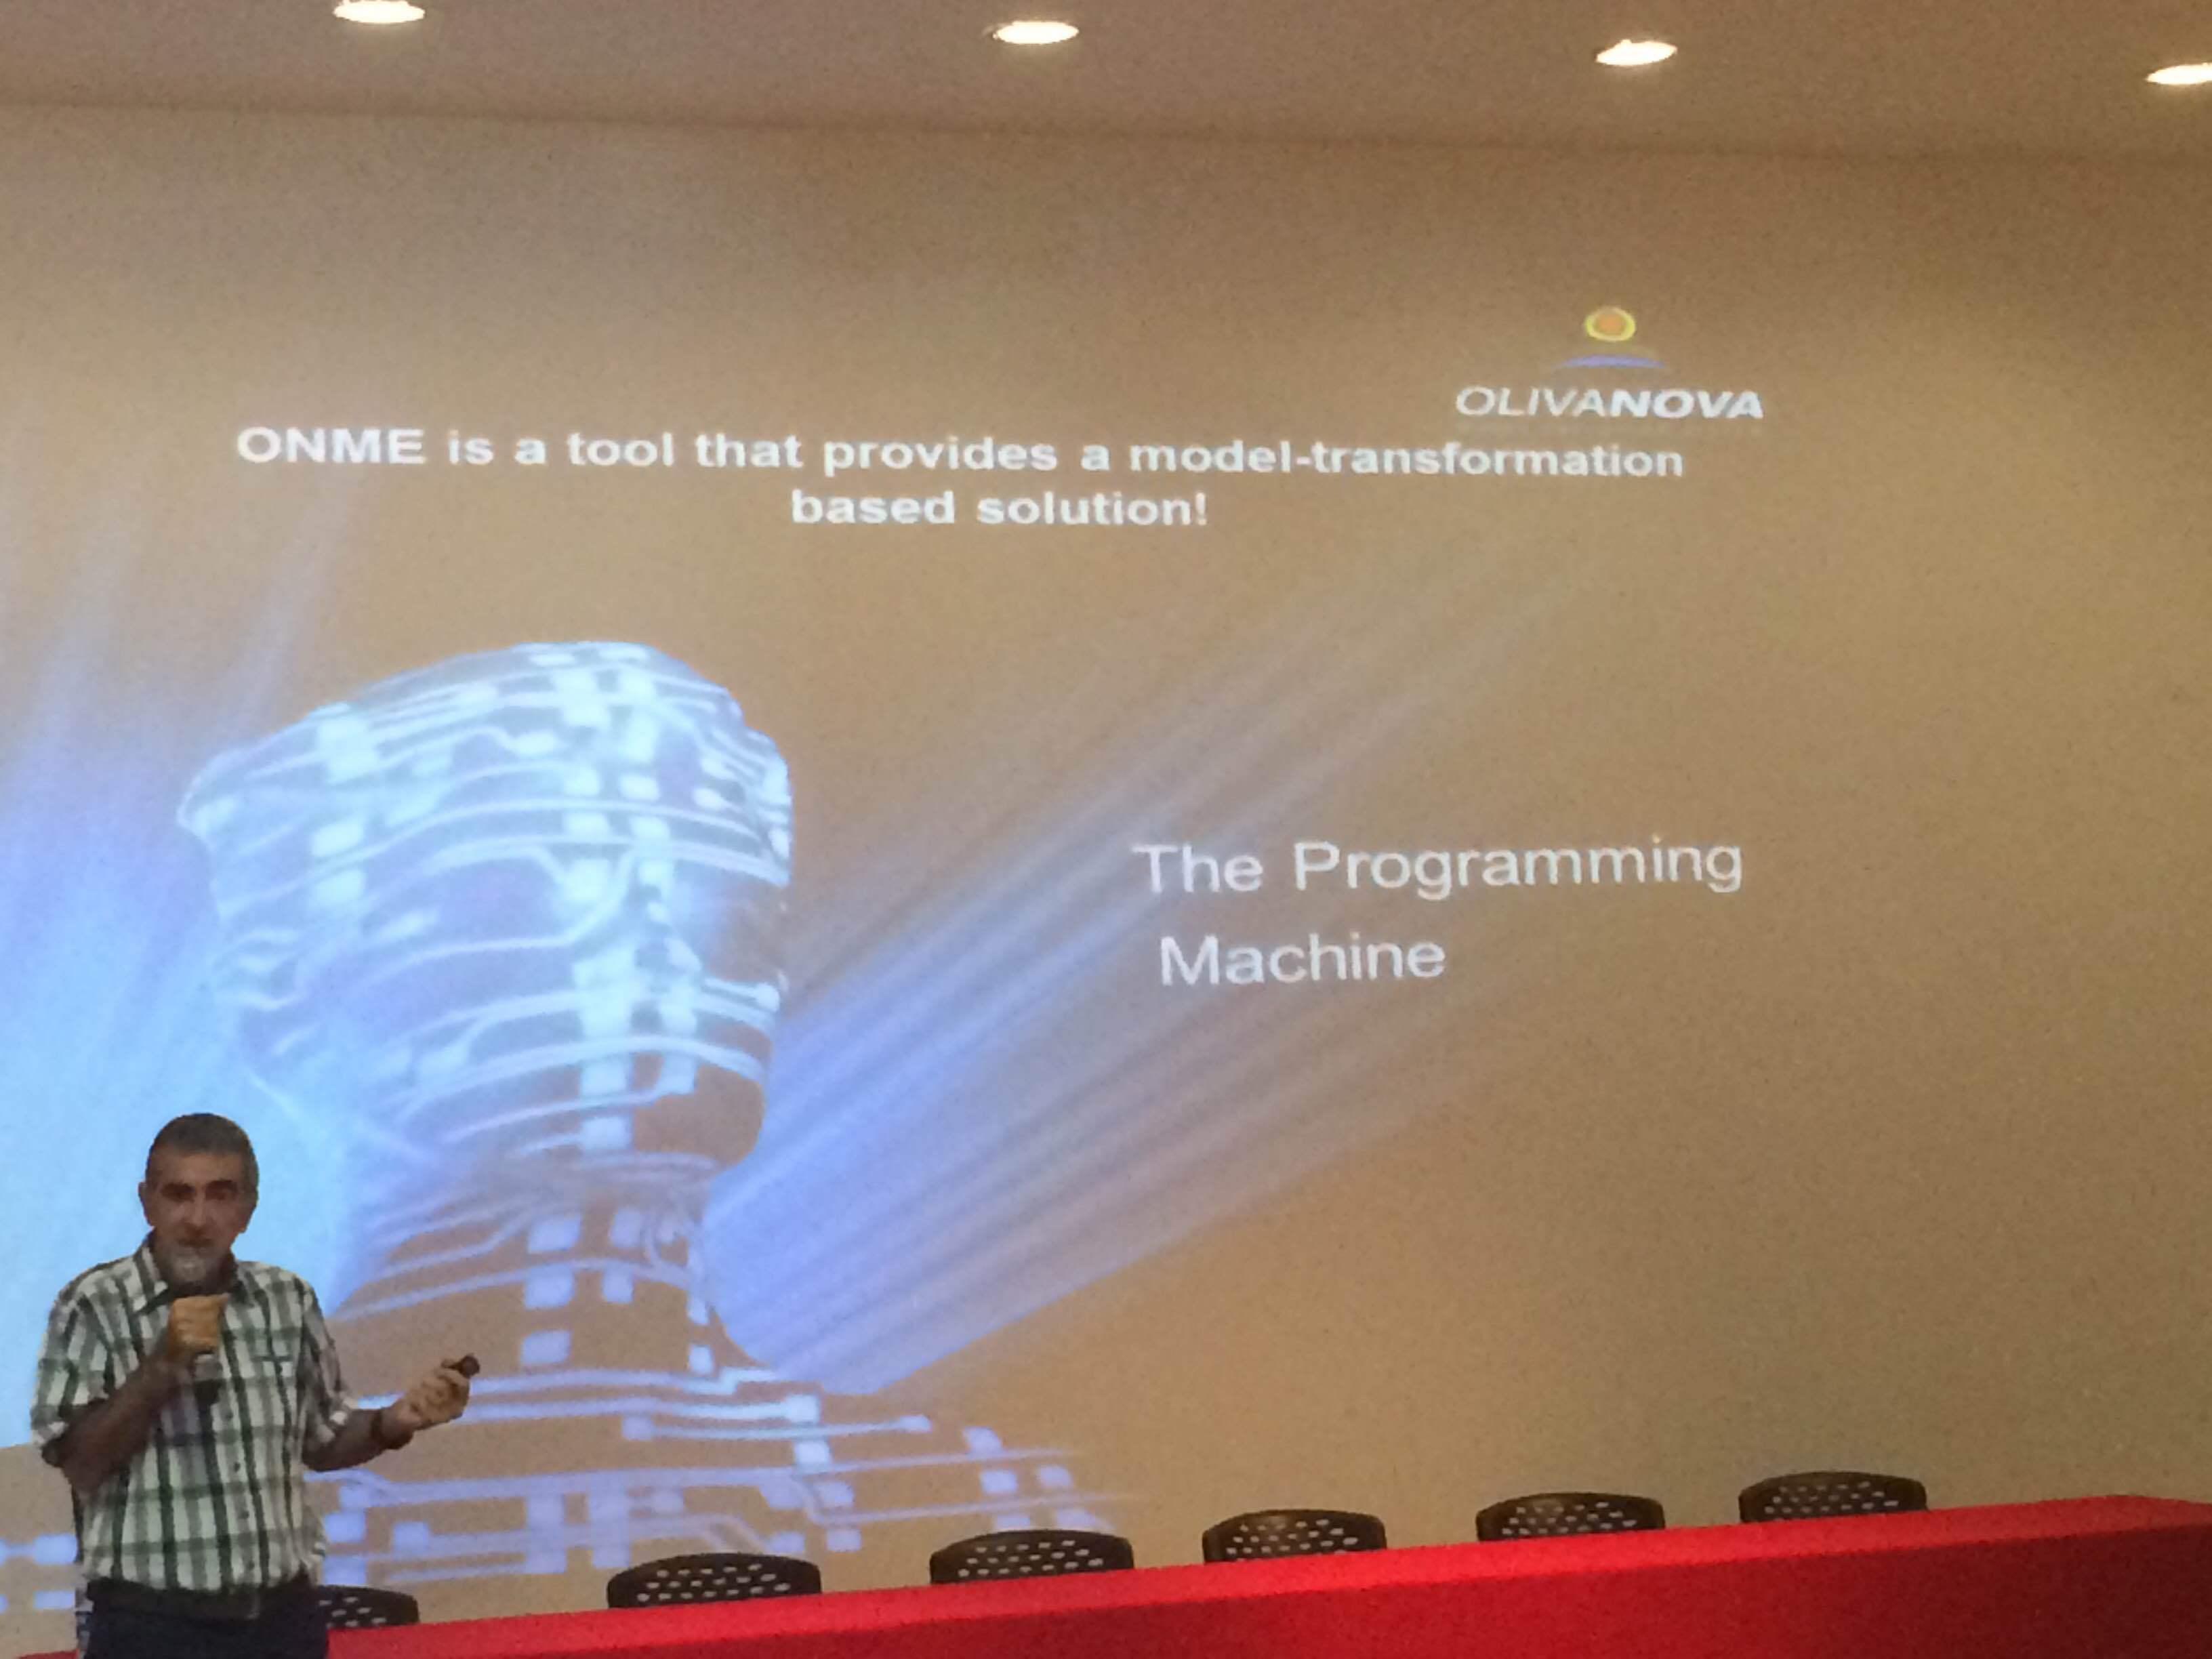 OLIVANOVA
ONME is a tool that provides a model-transformation
based solution!
The Programming
Machine